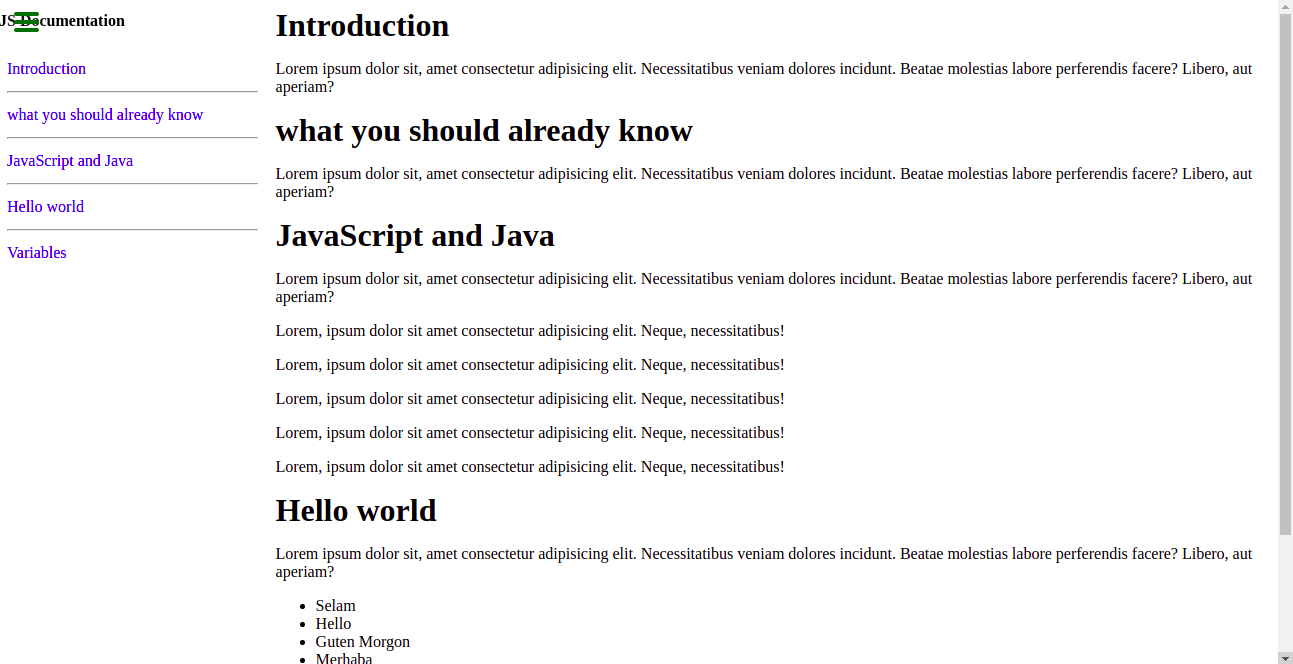 JS Documentation
Introduction
what you should already know
JavaScript and Java
Hello world
Variables
Introduction
Lorem ipsum dolor sit, amet consectetur adipisicing elit. Necessitatibus veniam dolores incidunt. Beatae molestias labore perferendis facere? Libero, aut
aperiam?
what you should already know
Lorem ipsum dolor sit, amet consectetur adipisicing elit. Necessitatibus veniam dolores incidunt. Beatae molestias labore perferendis facere? Libero, aut
aperiam?
JavaScript and Java
Lorem ipsum dolor sit, amet consectetur adipisicing elit. Necessitatibus veniam dolores incidunt. Beatae molestias labore perferendis facere? Libero, aut
aperiam?
Lorem, ipsum dolor sit amet consectetur adipisicing elit. Neque, necessitatibus!
Lorem, ipsum dolor sit amet consectetur adipisicing elit. Neque, necessitatibus!
Lorem, ipsum dolor sit amet consectetur adipisicing elit. Neque, necessitatibus!
Lorem, ipsum dolor sit amet consectetur adipisicing elit. Neque, necessitatibus!
Lorem, ipsum dolor sit amet consectetur adipisicing elit. Neque, necessitatibus!
Hello world
Lorem ipsum dolor sit, amet consectetur adipisicing elit. Necessitatibus veniam dolores incidunt. Beatae molestias labore perferendis facere? Libero, aut
aperiam?
Selam
Hello
Guten Morgon
Merhaba